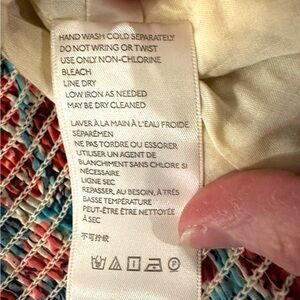 HAND WASH COLD SEPARATELY
DO NOT WRING OR TWIST
USE ONLY NON-CHLORINE
BLEACH
LINE DRY
LOW IRON AS NEEDED
MAY BE DRY CLEANED
LAVER À LA MAIN À L'EAU FROIDE
SÉPARÉMEN
NE PAS TORDRE OU ESSORER
UTILISER UN AGENT DE
BLANCHIMENT SANS CHLORE SI
NÉCESSAIRE
LIGNE SEC
REPASSER, AU BESOIN, À TRÈS
BASSE TEMPÉRATURE
PEUT-ÊTRE ÊTRE NETTOYÉE
À SEC
不可拧绞